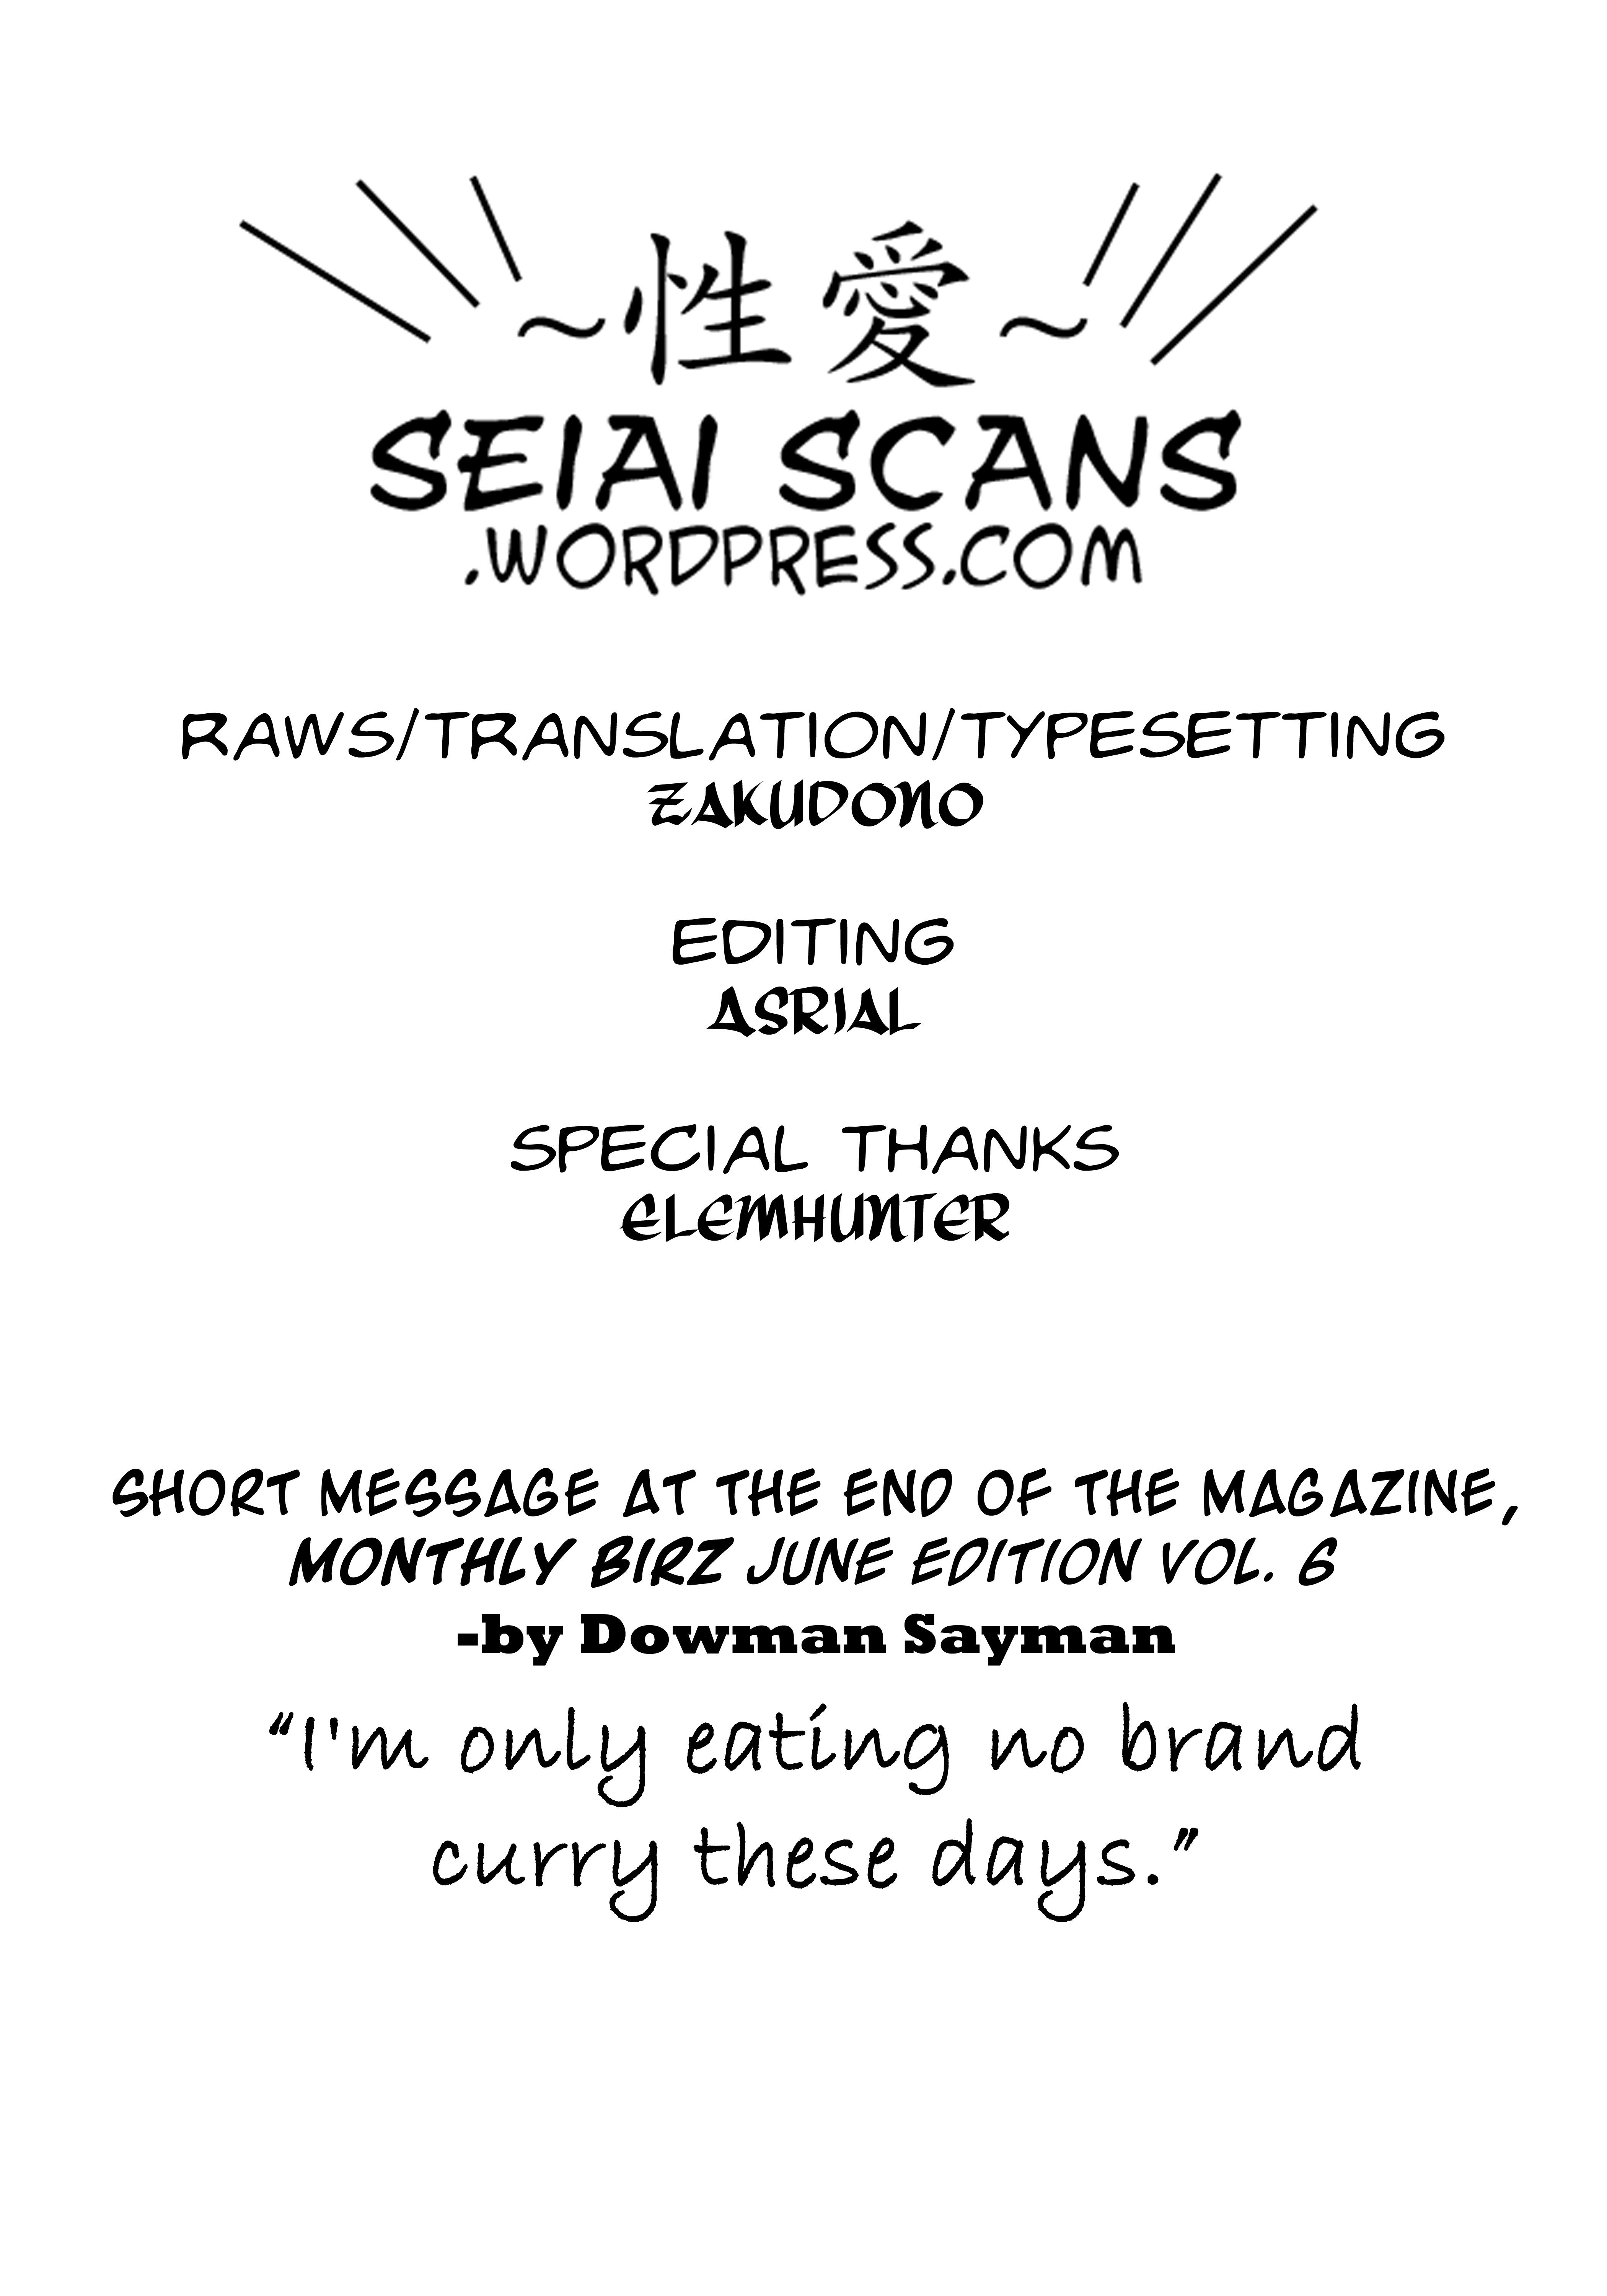 ~性愛~
SEIAI SCANS
.WORDPRESS.COM
RAWS/TRANSLATION/TYPESETTING
ZAKUDONO
EDITING
ASRIAL
SPECIAL THANKS
ELEMHUNTER
SHORT MESSAGE AT THE END OF THE MAGAZINE,
MONTHLY BIRZ JUNE EDITION VOL. 6
-by Dowman Sayman
“I'm only eating no brand
curry these days.”